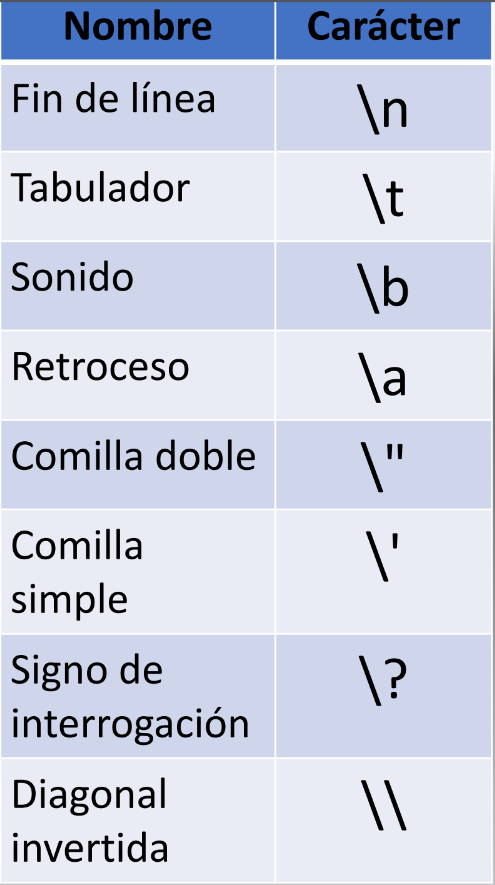 Nombre Carácter
Fin de línea \n
Tabulador \t
Sonido \b
Retroceso \a
Comilla doble \"
Comilla \'
simple
Signo de \?
interrogación
Diagonal \\
invertida